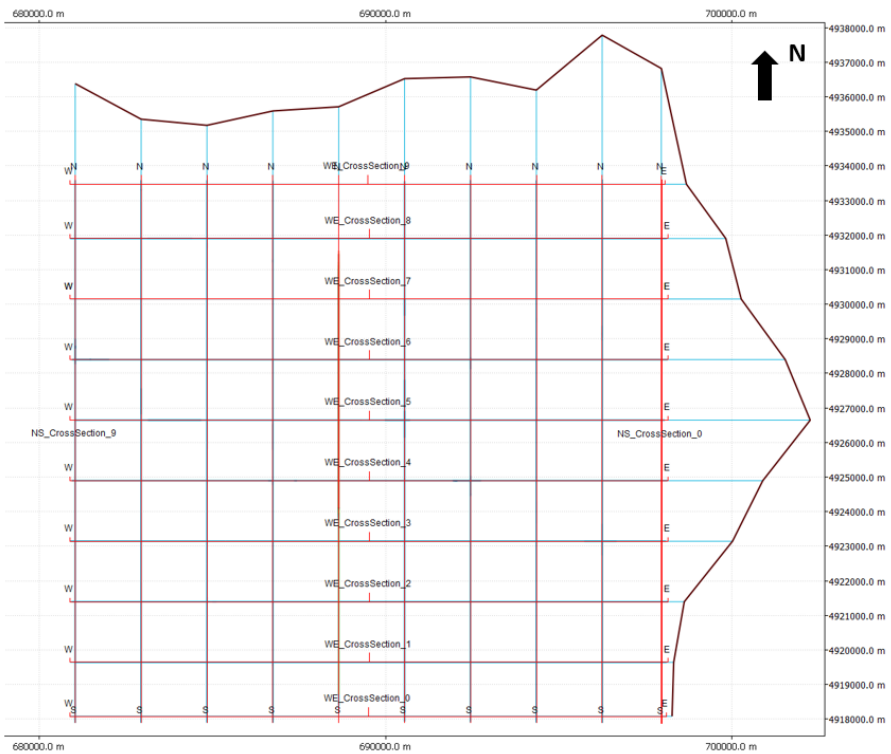 680000.0 m 690000.0 m 700000.0 m
4938000.0 m
N
4937000.0 m
4936000.0 m
4935000.0 m
4934000.0 m
N N N N N N N N N N
W WE_CrossSection_9 E
4933000.0 m
W WE_CrossSection_8 E
4932000.0 m
4931000.0 m
W WE_CrossSection_7 E
4930000.0 m
4929000.0 m
W WE_CrossSection_6 E
4928000.0 m
W WE_CrossSection_5 E
4927000.0 m
NS_CrossSection_9 NS_CrossSection_0
4926000.0 m
W WE_CrossSection_4 E
4925000.0 m
4924000.0 m
W WE_CrossSection_3 E
4923000.0 m
4922000.0 m
W WE_CrossSection_2 E
4921000.0 m
W WE_CrossSection_1 E
4920000.0 m
4919000.0 m
W WE_CrossSection_0 E
S S S S S S S S S S
4918000.0 m
680000.0 m 690000.0 m 700000.0 m